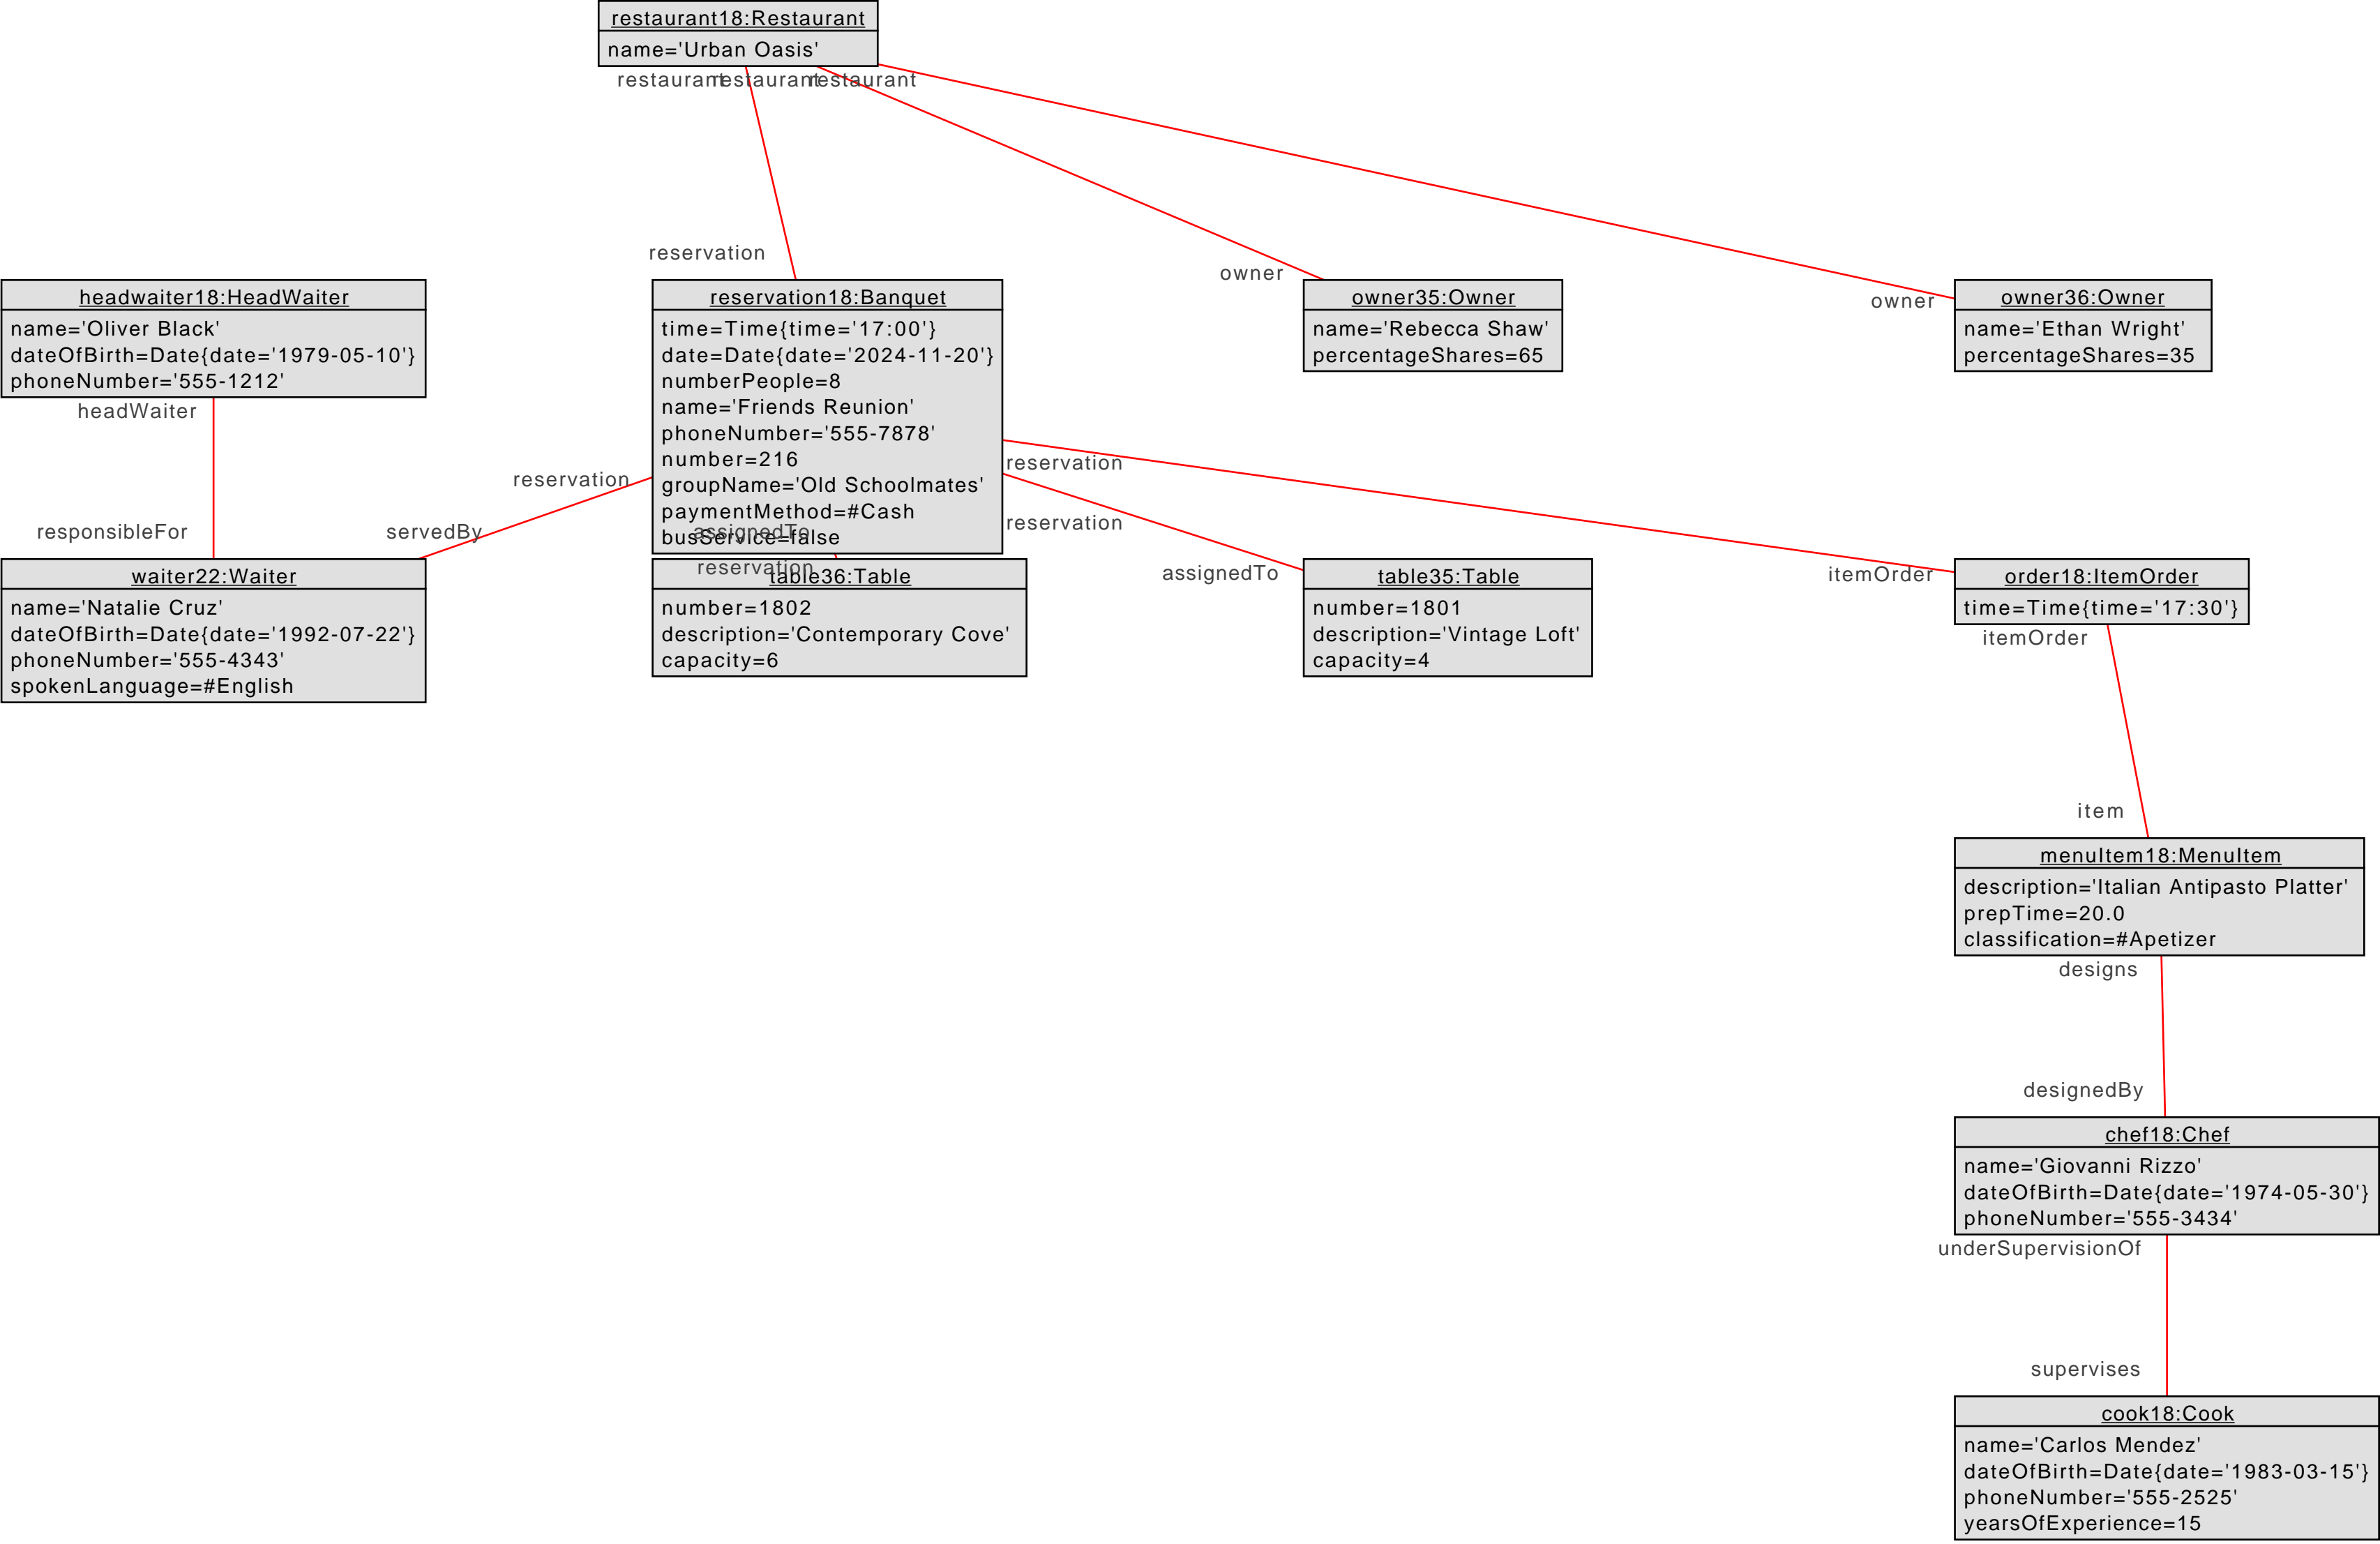 restaurant18:Restaurant
name='Urban Oasis'
restaurant
restaurant
restaurant
reservation
owner
owner
headwaiter18:HeadWaiter
name='Oliver Black'
dateOfBirth=Date{date='1979-05-10'}
phoneNumber='555-1212'
headWaiter
reservation18:Banquet
time=Time{time='17:00'}
date=Date{date='2024-11-20'}
numberPeople=8
name='Friends Reunion'
phoneNumber='555-7878'
number=216
groupName='Old Schoolmates'
paymentMethod=#Cash
busService=false
owner35:Owner
name='Rebecca Shaw'
percentageShares=65
owner36:Owner
name='Ethan Wright'
percentageShares=35
reservation
reservation
reservation
responsibleFor
servedBy
assignedTo
reservation
assignedTo
itemOrder
waiter22:Waiter
name='Natalie Cruz'
dateOfBirth=Date{date='1992-07-22'}
phoneNumber='555-4343'
spokenLanguage=#English
table36:Table
number=1802
description='Contemporary Cove'
capacity=6
table35:Table
number=1801
description='Vintage Loft'
capacity=4
order18:ItemOrder
time=Time{time='17:30'}
itemOrder
item
menuItem18:MenuItem
description='Italian Antipasto Platter'
prepTime=20.0
classification=#Apetizer
designs
designedBy
chef18:Chef
name='Giovanni Rizzo'
dateOfBirth=Date{date='1974-05-30'}
phoneNumber='555-3434'
underSupervisionOf
supervises
cook18:Cook
name='Carlos Mendez'
dateOfBirth=Date{date='1983-03-15'}
phoneNumber='555-2525'
yearsOfExperience=15